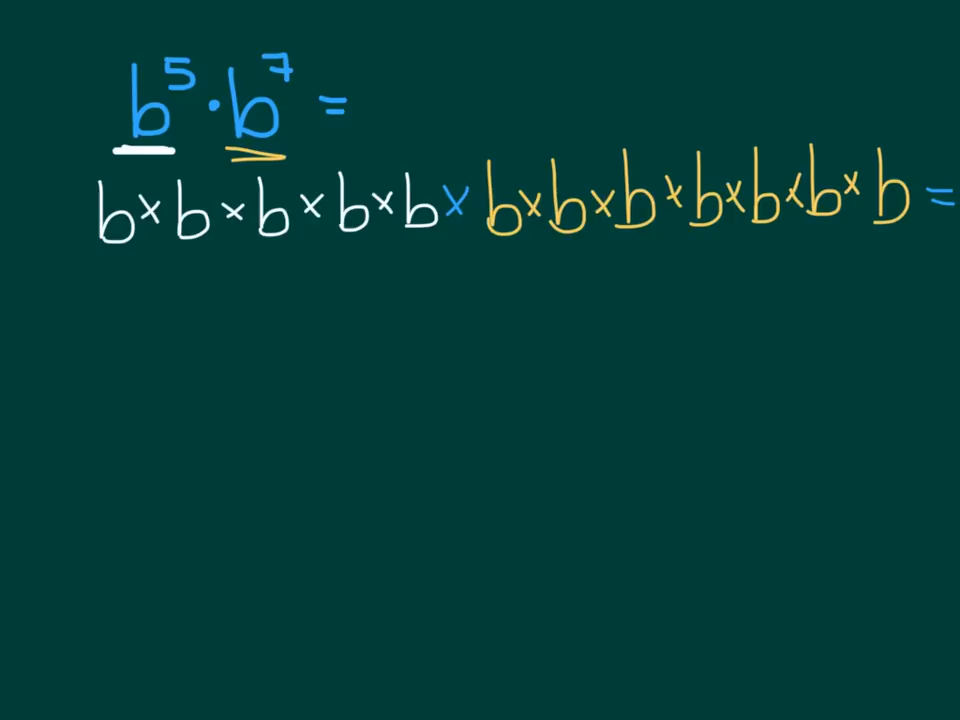 b⁵ · b⁷ =
b × b × b × b × b × b × b × b × b × b × b × b =